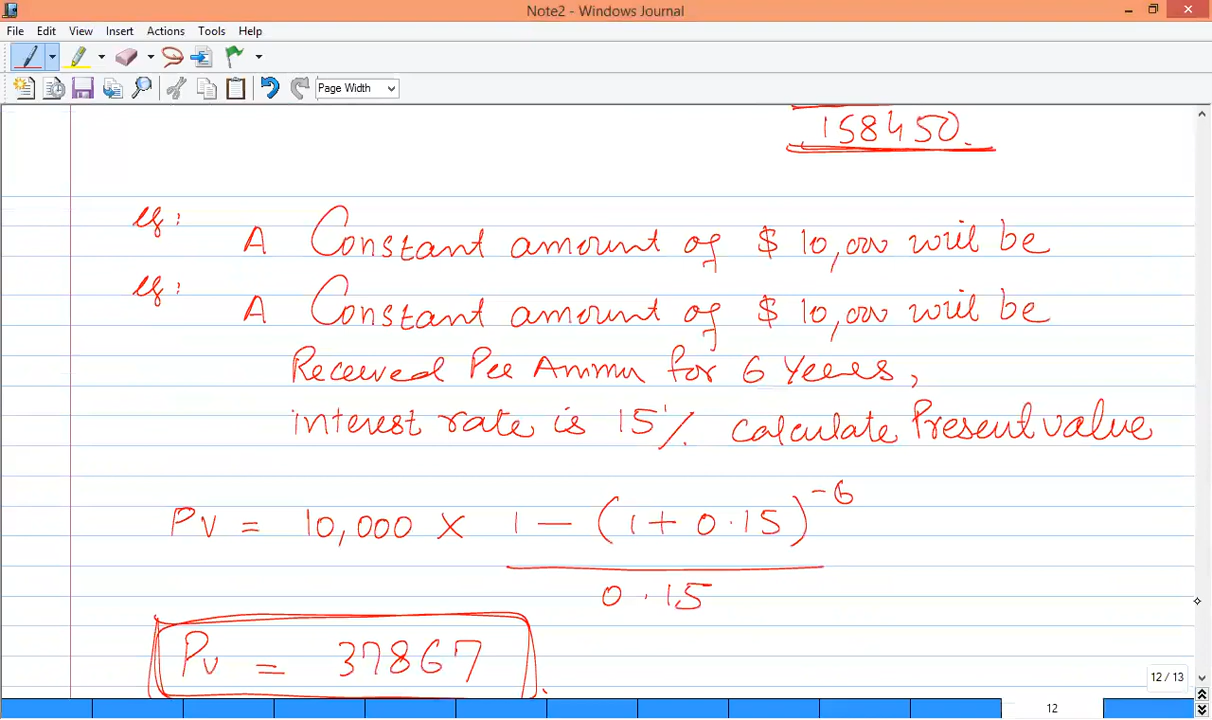 Note2 - Windows Journal
File Edit View Insert Actions Tools Help
Page Width
158450.
eg:
A Constant amount of $ 10,000 will be
eg:
A Constant amount of $ 10,000 will be
Received Per Annum for 6 Years,
interest rate is 15% calculate Present value
PV = 10,000 X 1 - (1 + 0.15)^-6
0.15
PV = 37867
12 / 13
12